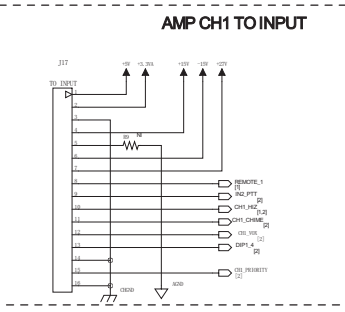 AMP CH1 TO INPUT
J17
+5V
+3.3VA
+15V
-15V
+27V
TO INPUT
1
2
3
4
R9
NI
5
6
7
8
REMOTE_1
[1]
9
IN2_PTT
[2]
10
CH1_HIZ
[1,2]
11
CH1_CHIME
[2]
12
CH1_VOX
[2]
13
DIP1_4
[2]
14
15
CH1_PRIORITY
[2]
16
CHGND
AGND